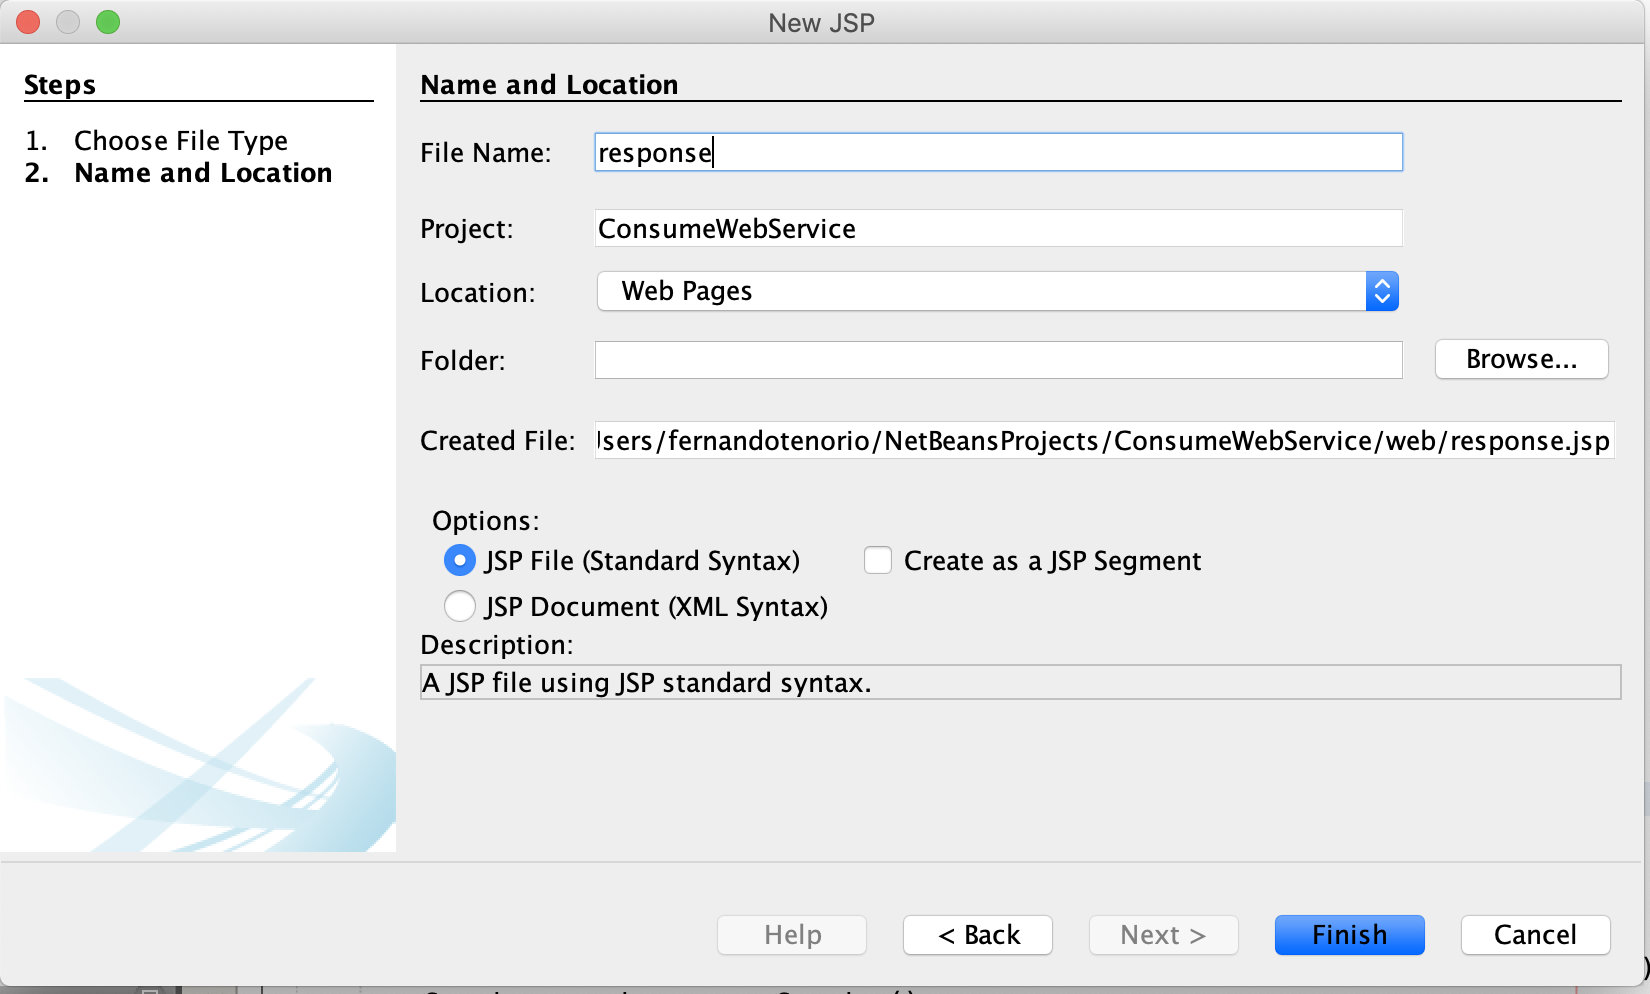 New JSP
Steps
1. Choose File Type
2. Name and Location
Name and Location
File Name: response
Project: ConsumeWebService
Location: Web Pages
Folder:
Browse...
Created File: Jsers/fernandotenorio/NetBeansProjects/ConsumeWebService/web/response.jsp
Options:
JSP File (Standard Syntax)
Create as a JSP Segment
JSP Document (XML Syntax)
Description:
A JSP file using JSP standard syntax.
Help
< Back
Next >
Finish
Cancel